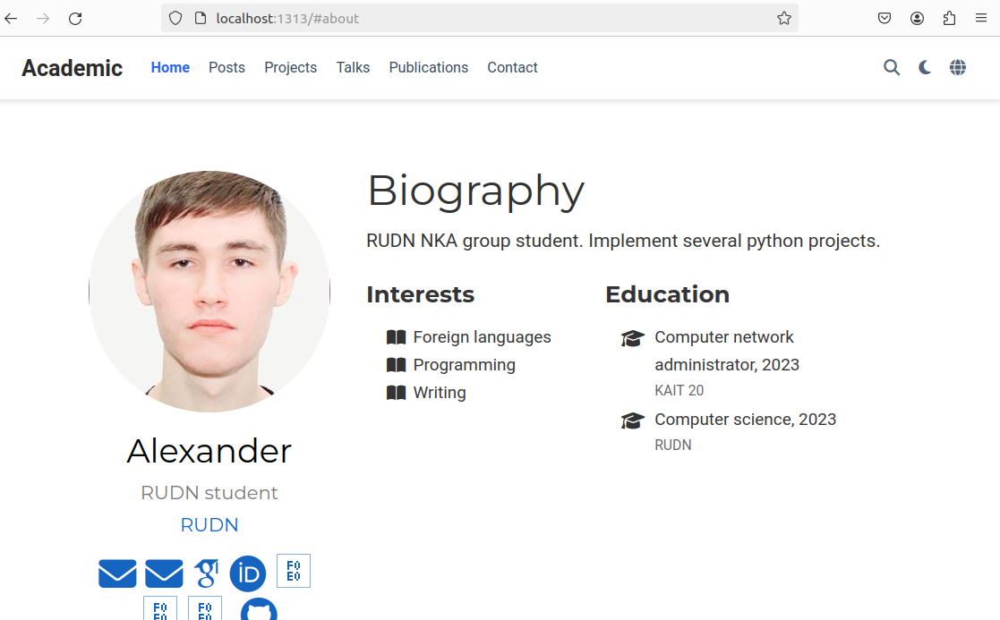 localhost:1313/#about
Academic Home Posts Projects Talks Publications Contact
Biography
RUDN NKA group student. Implement several python projects.
Interests
Foreign languages
Programming
Writing
Education
Computer network
administrator, 2023
KAIT 20
Computer science, 2023
RUDN
Alexander
RUDN student
RUDN